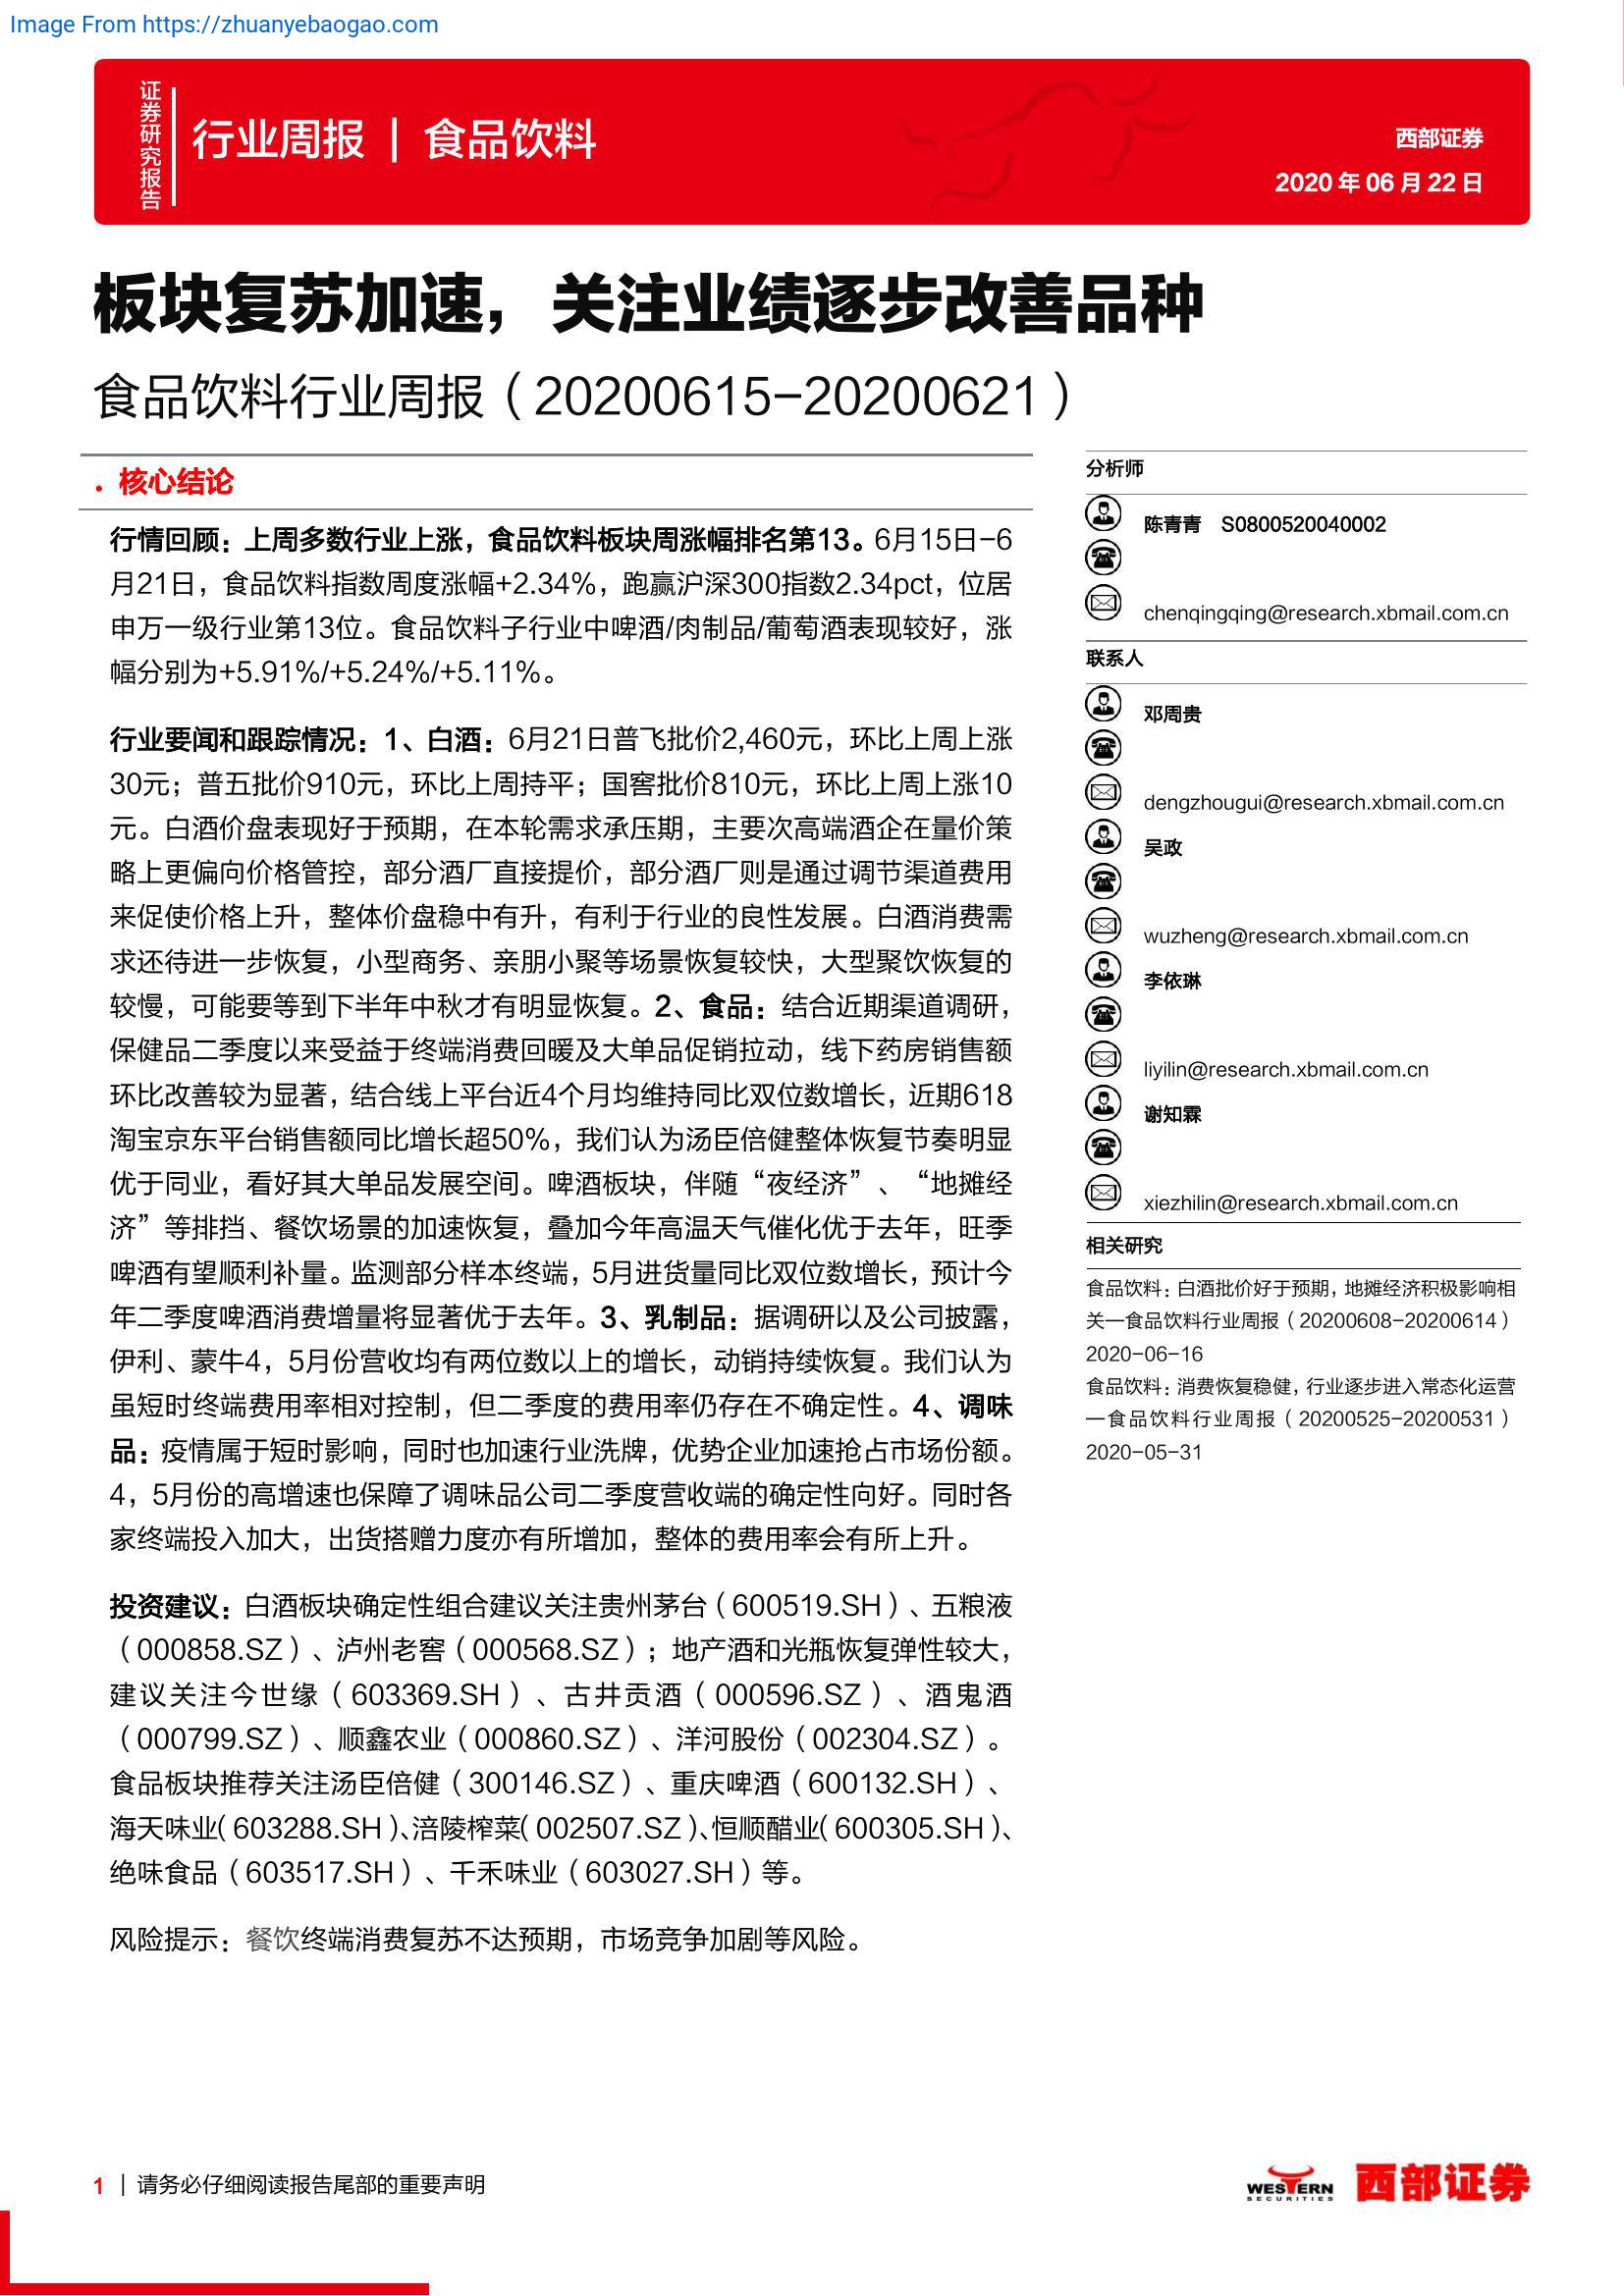 Image From https://zhuanyebaogao.com
证券研究报告
行业周报 | 食品饮料
西部证券
2020 年 06 月 22 日
板块复苏加速，关注业绩逐步改善品种
食品饮料行业周报（20200615-20200621）
. 核心结论
行情回顾：上周多数行业上涨，食品饮料板块周涨幅排名第13。6月15日-6
月21日，食品饮料指数周度涨幅+2.34%，跑赢沪深300指数2.34pct，位居
申万一级行业第13位。食品饮料子行业中啤酒/肉制品/葡萄酒表现较好，涨
幅分别为+5.91%/+5.24%/+5.11%。
行业要闻和跟踪情况：1、白酒：6月21日普飞批价2,460元，环比上周上涨
30元；普五批价910元，环比上周持平；国窖批价810元，环比上周上涨10
元。白酒价盘表现好于预期，在本轮需求承压期，主要次高端酒企在量价策
略上更偏向价格管控，部分酒厂直接提价，部分酒厂则是通过调节渠道费用
来促使价格上升，整体价盘稳中有升，有利于行业的良性发展。白酒消费需
求还待进一步恢复，小型商务、亲朋小聚等场景恢复较快，大型聚饮恢复的
较慢，可能要等到下半年中秋才有明显恢复。2、食品：结合近期渠道调研，
保健品二季度以来受益于终端消费回暖及大单品促销拉动，线下药房销售额
环比改善较为显著，结合线上平台近4个月均维持同比双位数增长，近期618
淘宝京东平台销售额同比增长超50%，我们认为汤臣倍健整体恢复节奏明显
优于同业，看好其大单品发展空间。啤酒板块，伴随“夜经济”、“地摊经
济”等排挡、餐饮场景的加速恢复，叠加今年高温天气催化优于去年，旺季
啤酒有望顺利补量。监测部分样本终端，5月进货量同比双位数增长，预计今
年二季度啤酒消费增量将显著优于去年。3、乳制品：据调研以及公司披露，
伊利、蒙牛4，5月份营收均有两位数以上的增长，动销持续恢复。我们认为
虽短时终端费用率相对控制，但二季度的费用率仍存在不确定性。4、调味
品：疫情属于短时影响，同时也加速行业洗牌，优势企业加速抢占市场份额。
4，5月份的高增速也保障了调味品公司二季度营收端的确定性向好。同时各
家终端投入加大，出货搭赠力度亦有所增加，整体的费用率会有所上升。
投资建议：白酒板块确定性组合建议关注贵州茅台（600519.SH）、五粮液
（000858.SZ）、泸州老窖（000568.SZ）；地产酒和光瓶恢复弹性较大，
建议关注今世缘（603369.SH）、古井贡酒（000596.SZ）、酒鬼酒
（000799.SZ）、顺鑫农业（000860.SZ）、洋河股份（002304.SZ）。
食品板块推荐关注汤臣倍健（300146.SZ）、重庆啤酒（600132.SH）、
海天味业（603288.SH）、涪陵榨菜（002507.SZ）、恒顺醋业（600305.SH）、
绝味食品（603517.SH）、千禾味业（603027.SH）等。
风险提示：餐饮终端消费复苏不达预期，市场竞争加剧等风险。
分析师
陈青青 S0800520040002
chenqingqing@research.xbmail.com.cn
联系人
邓周贵
dengzhougui@research.xbmail.com.cn
吴政
wuzheng@research.xbmail.com.cn
李依琳
liyilin@research.xbmail.com.cn
谢知霖
xiezhilin@research.xbmail.com.cn
相关研究
食品饮料：白酒批价好于预期，地摊经济积极影响相
关—食品饮料行业周报（20200608-20200614）
2020-06-16
食品饮料：消费恢复稳健，行业逐步进入常态化运营
—食品饮料行业周报（20200525-20200531）
2020-05-31
1 | 请务必仔细阅读报告尾部的重要声明
WESTERN
SECURITIES
西部证券